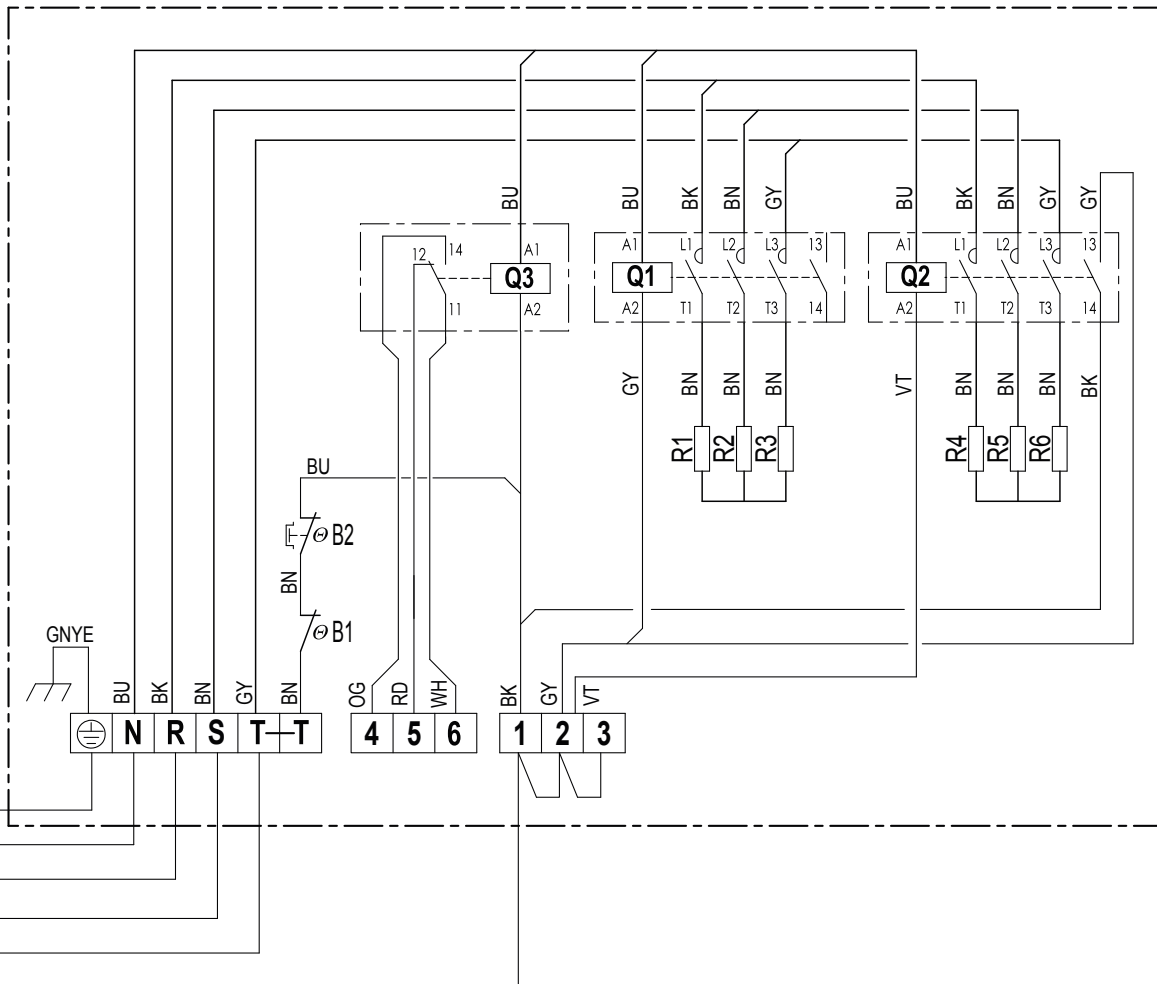 BU
BU
BK
BN
GY
BU
BK
BN
GY
GY
12
14
A1
Q3
11
A2
A1
L1
L2
L3
13
Q1
A2
T1
T2
T3
14
A1
L1
L2
L3
13
Q2
A2
T1
T2
T3
14
GY
BN
BN
BN
VT
BN
BN
BN
BK
R1
R2
R3
R4
R5
R6
BU
Θ B2
BN
Θ B1
GNYE
BU
BK
BN
GY
BN
OG
RD
WH
BK
GY
VT
N
R
S
T
T
4
5
6
1
2
3